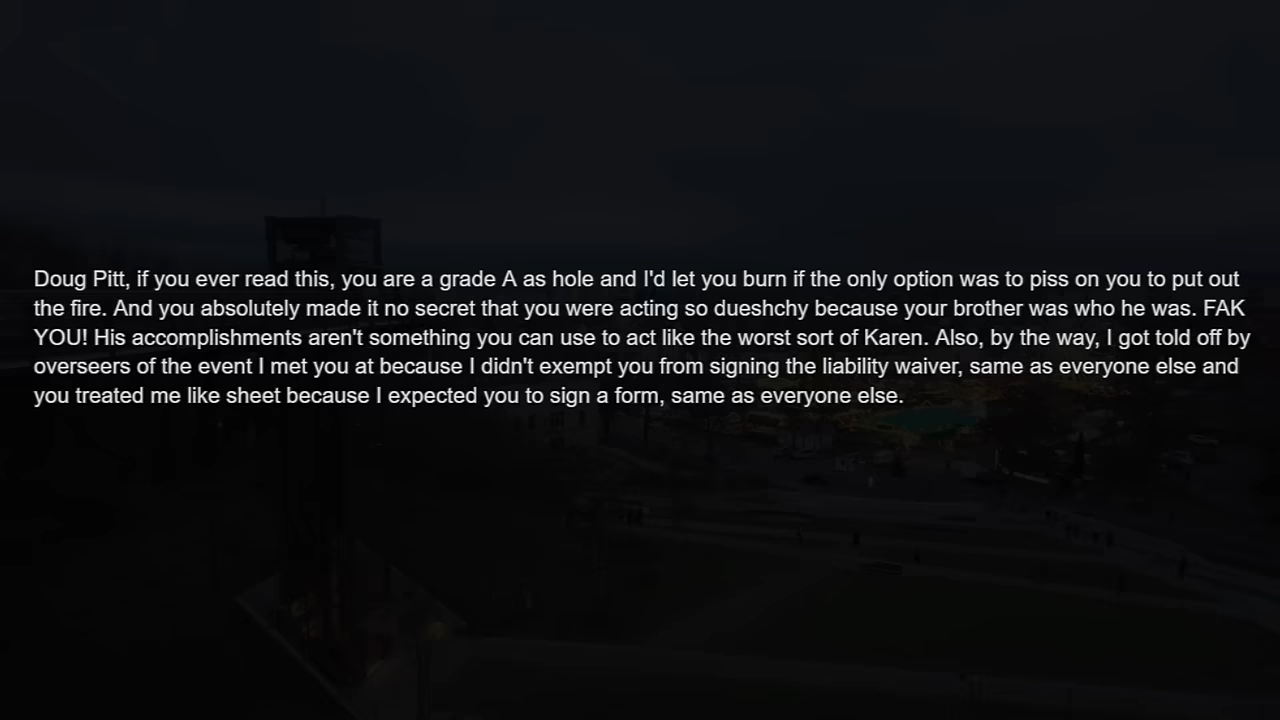 Doug Pitt, if you ever read this, you are a grade A as hole and I'd let you burn if the only option was to piss on you to put out
the fire. And you absolutely made it no secret that you were acting so dueshchy because your brother was who he was. FAK
YOU! His accomplishments aren't something you can use to act like the worst sort of Karen. Also, by the way, I got told off by
overseers of the event I met you at because I didn't exempt you from signing the liability waiver, same as everyone else and
you treated me like sheet because I expected you to sign a form, same as everyone else.